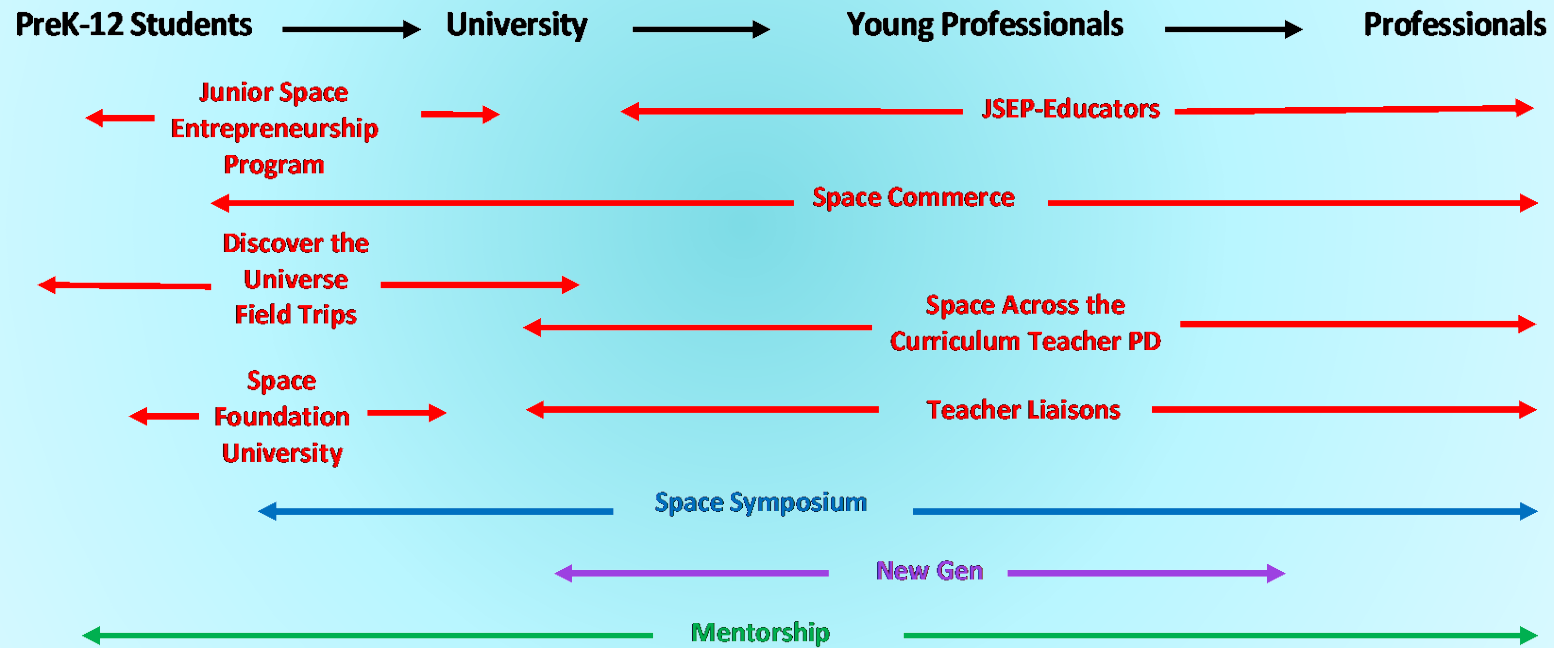 PreK-12 Students University Young Professionals Professionals
Junior Space
Entrepreneurship
Program
JSEP-Educators
Space Commerce
Discover the
Universe
Field Trips
Space Across the
Curriculum Teacher PD
Space
Foundation
University
Teacher Liaisons
Space Symposium
New Gen
Mentorship